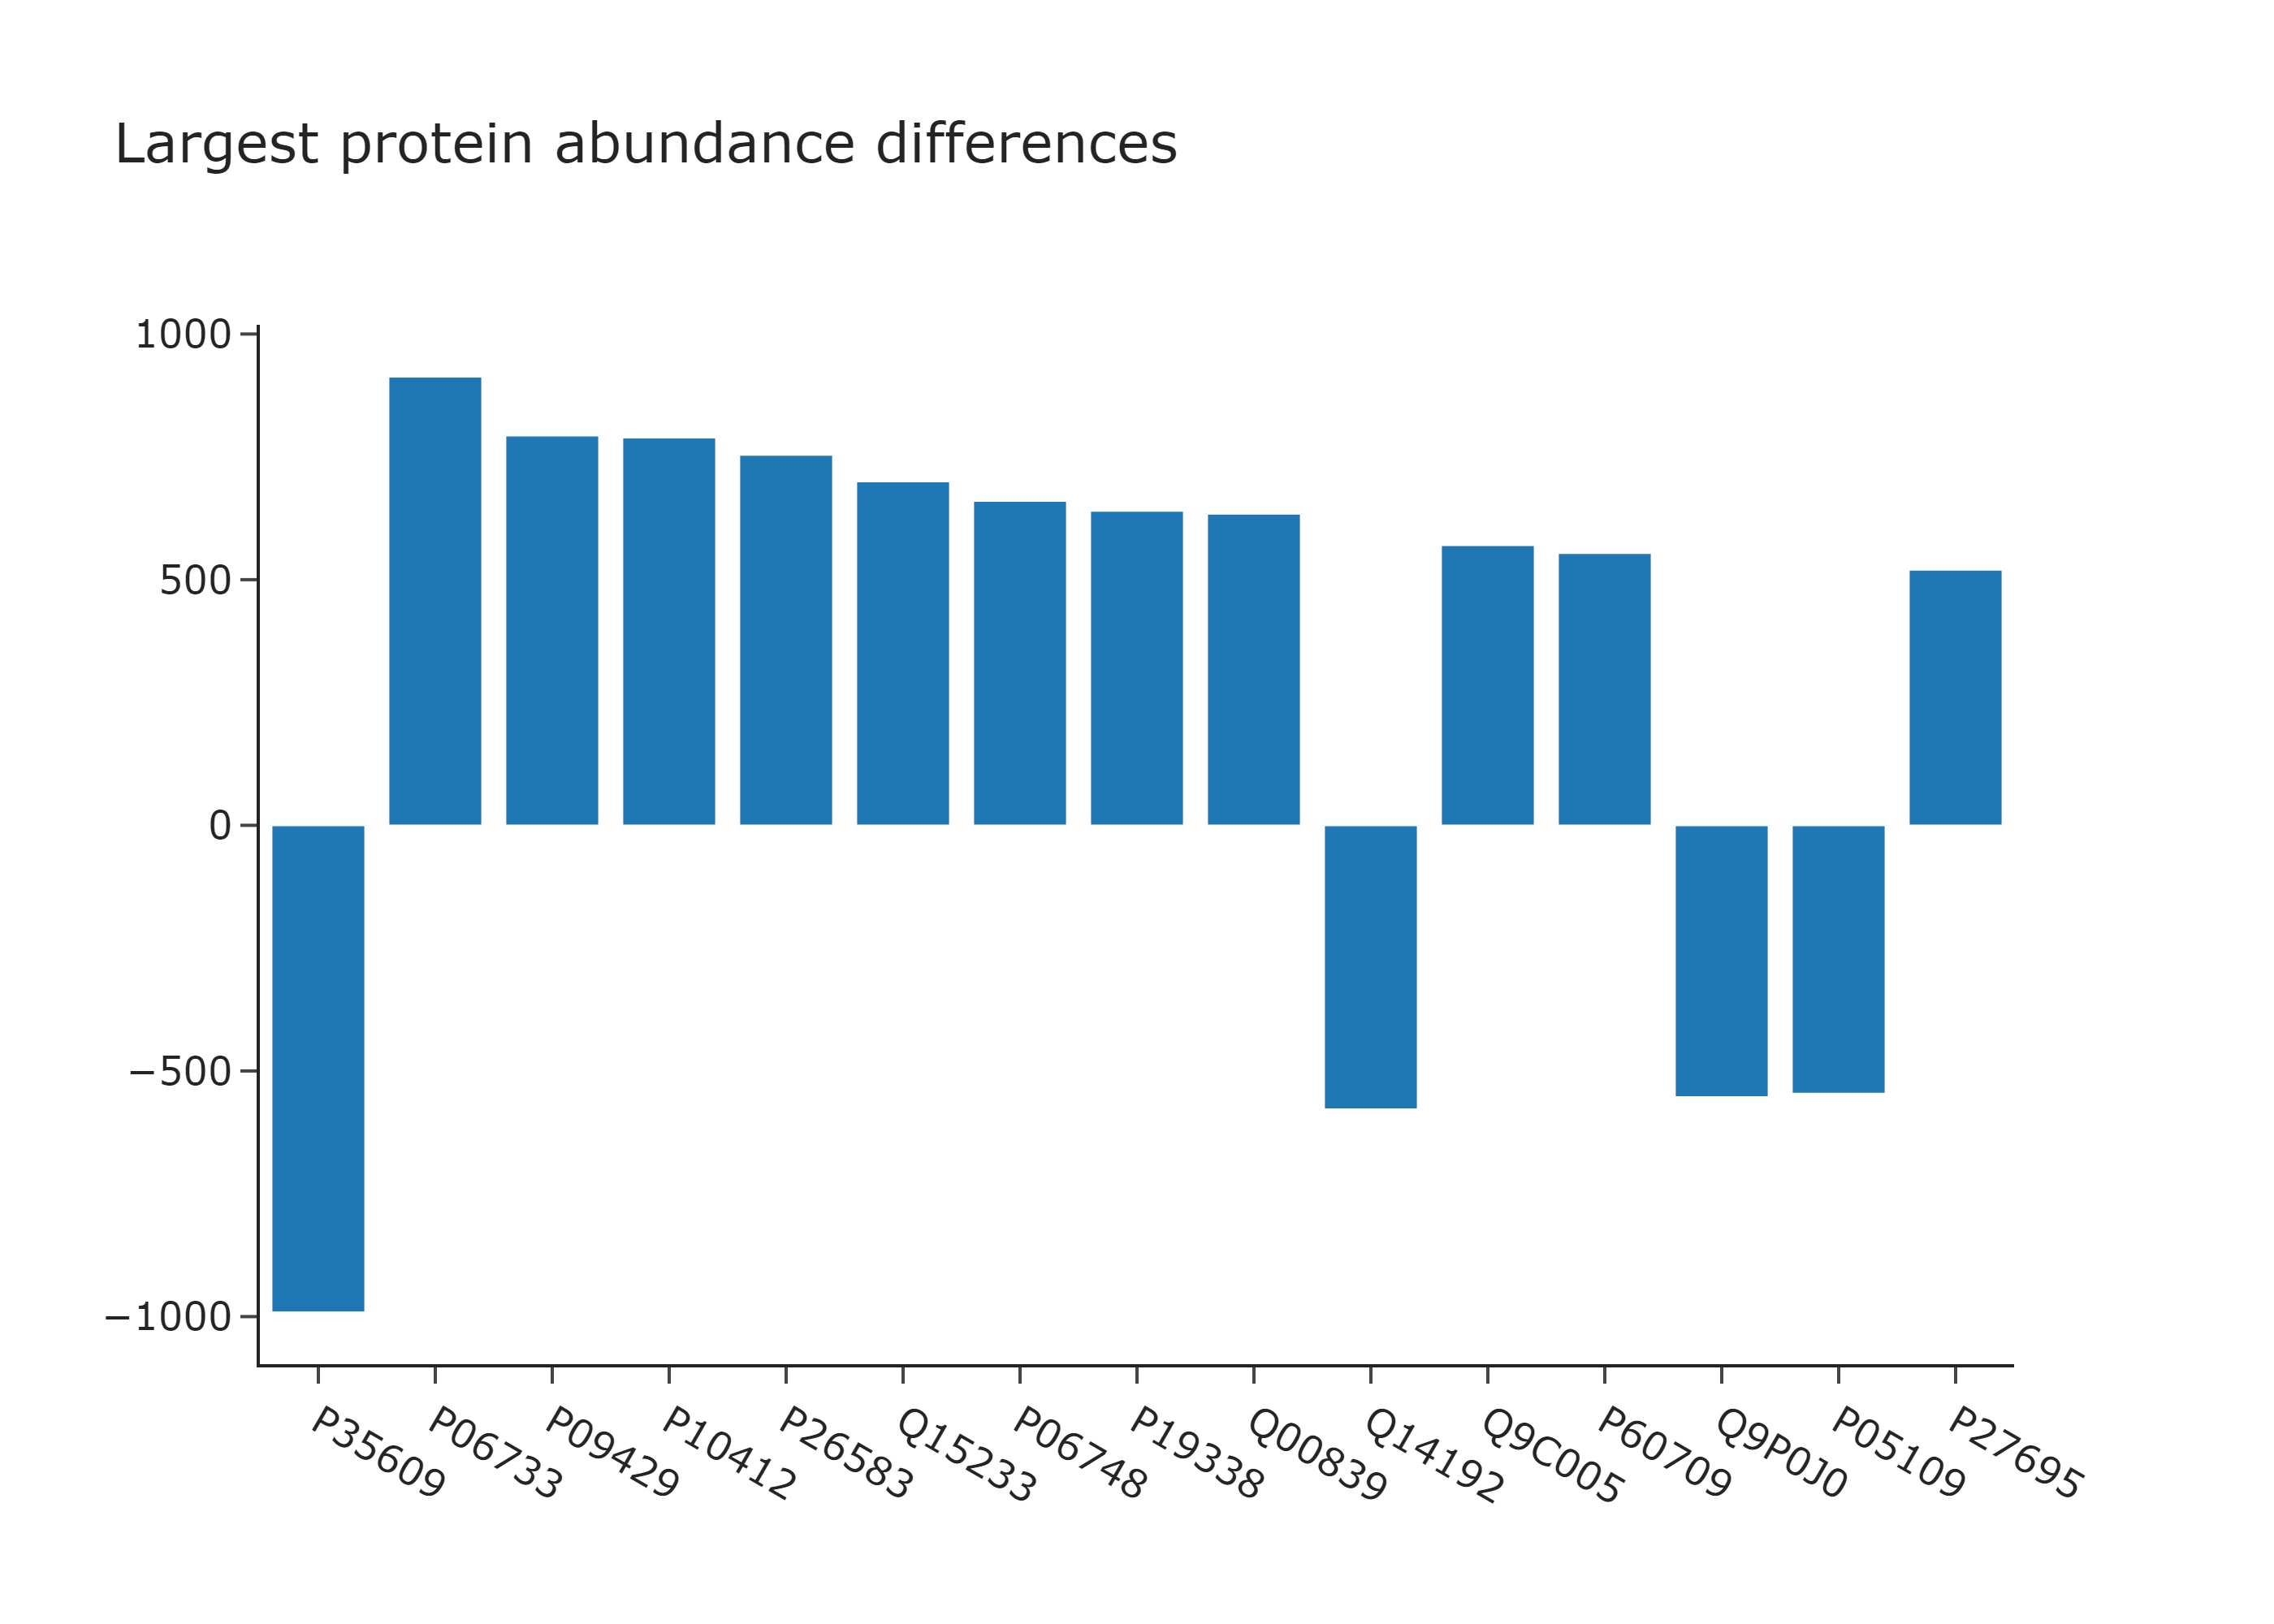 Largest protein abundance differences
1000
500
0
−500
−1000
P35609
P06733
P09429
P10412
P26583
Q15233
P06748
P19338
Q00839
Q14192
Q9C005
P60709
Q9P0J0
P05109
P27695